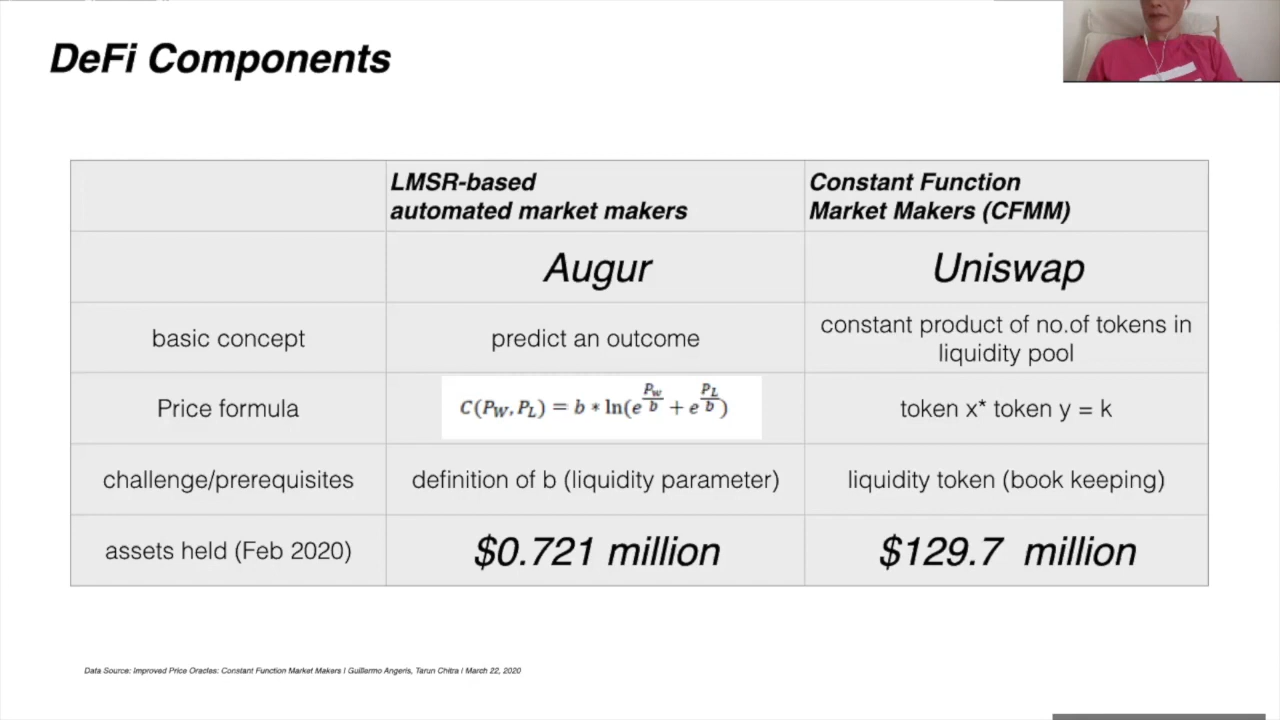 DeFi Components
LMSR-based
automated market makers
Constant Function
Market Makers (CFMM)
Augur
Uniswap
basic concept
predict an outcome
constant product of no.of tokens in
liquidity pool
Price formula
C(P_W, P_L) = b * ln(e^(P_w/b) + e^(P_L/b))
token x* token y = k
challenge/prerequisites
definition of b (liquidity parameter)
liquidity token (book keeping)
assets held (Feb 2020)
$0.721 million
$129.7 million
Data Source: Improved Price Oracles: Constant Function Market Makers I Guillermo Angeris, Tarun Chitra I March 22, 2020